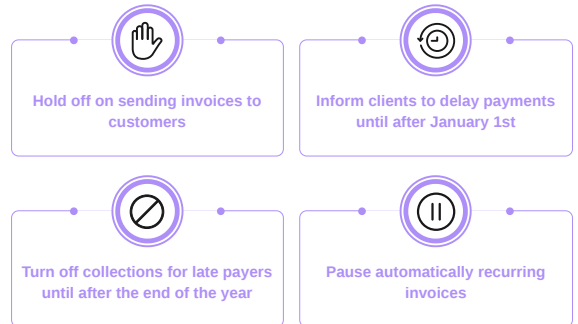 Hold off on sending invoices to
customers
Inform clients to delay payments
until after January 1st
Turn off collections for late payers
until after the end of the year
Pause automatically recurring
invoices